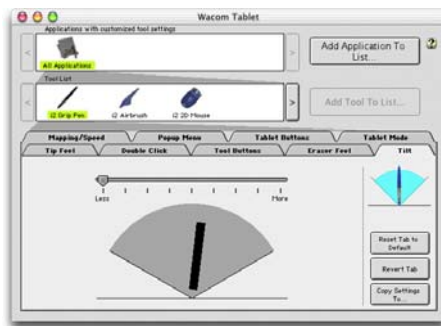 Wacom Tablet
Applications with customized tool settings
All Applications
Add Application To
List...
Tool List
i2 Grip Pen
i2 Airbrush
i2 2D Mouse
Add Tool To List...
Mapping/Speed
Popup Menu
Tablet Buttons
Tablet Mode
Tip Feel
Double Click
Tool Buttons
Eraser Feel
Tilt
Less
More
Reset Tab to
Default
Revert Tab
Copy Settings
To...